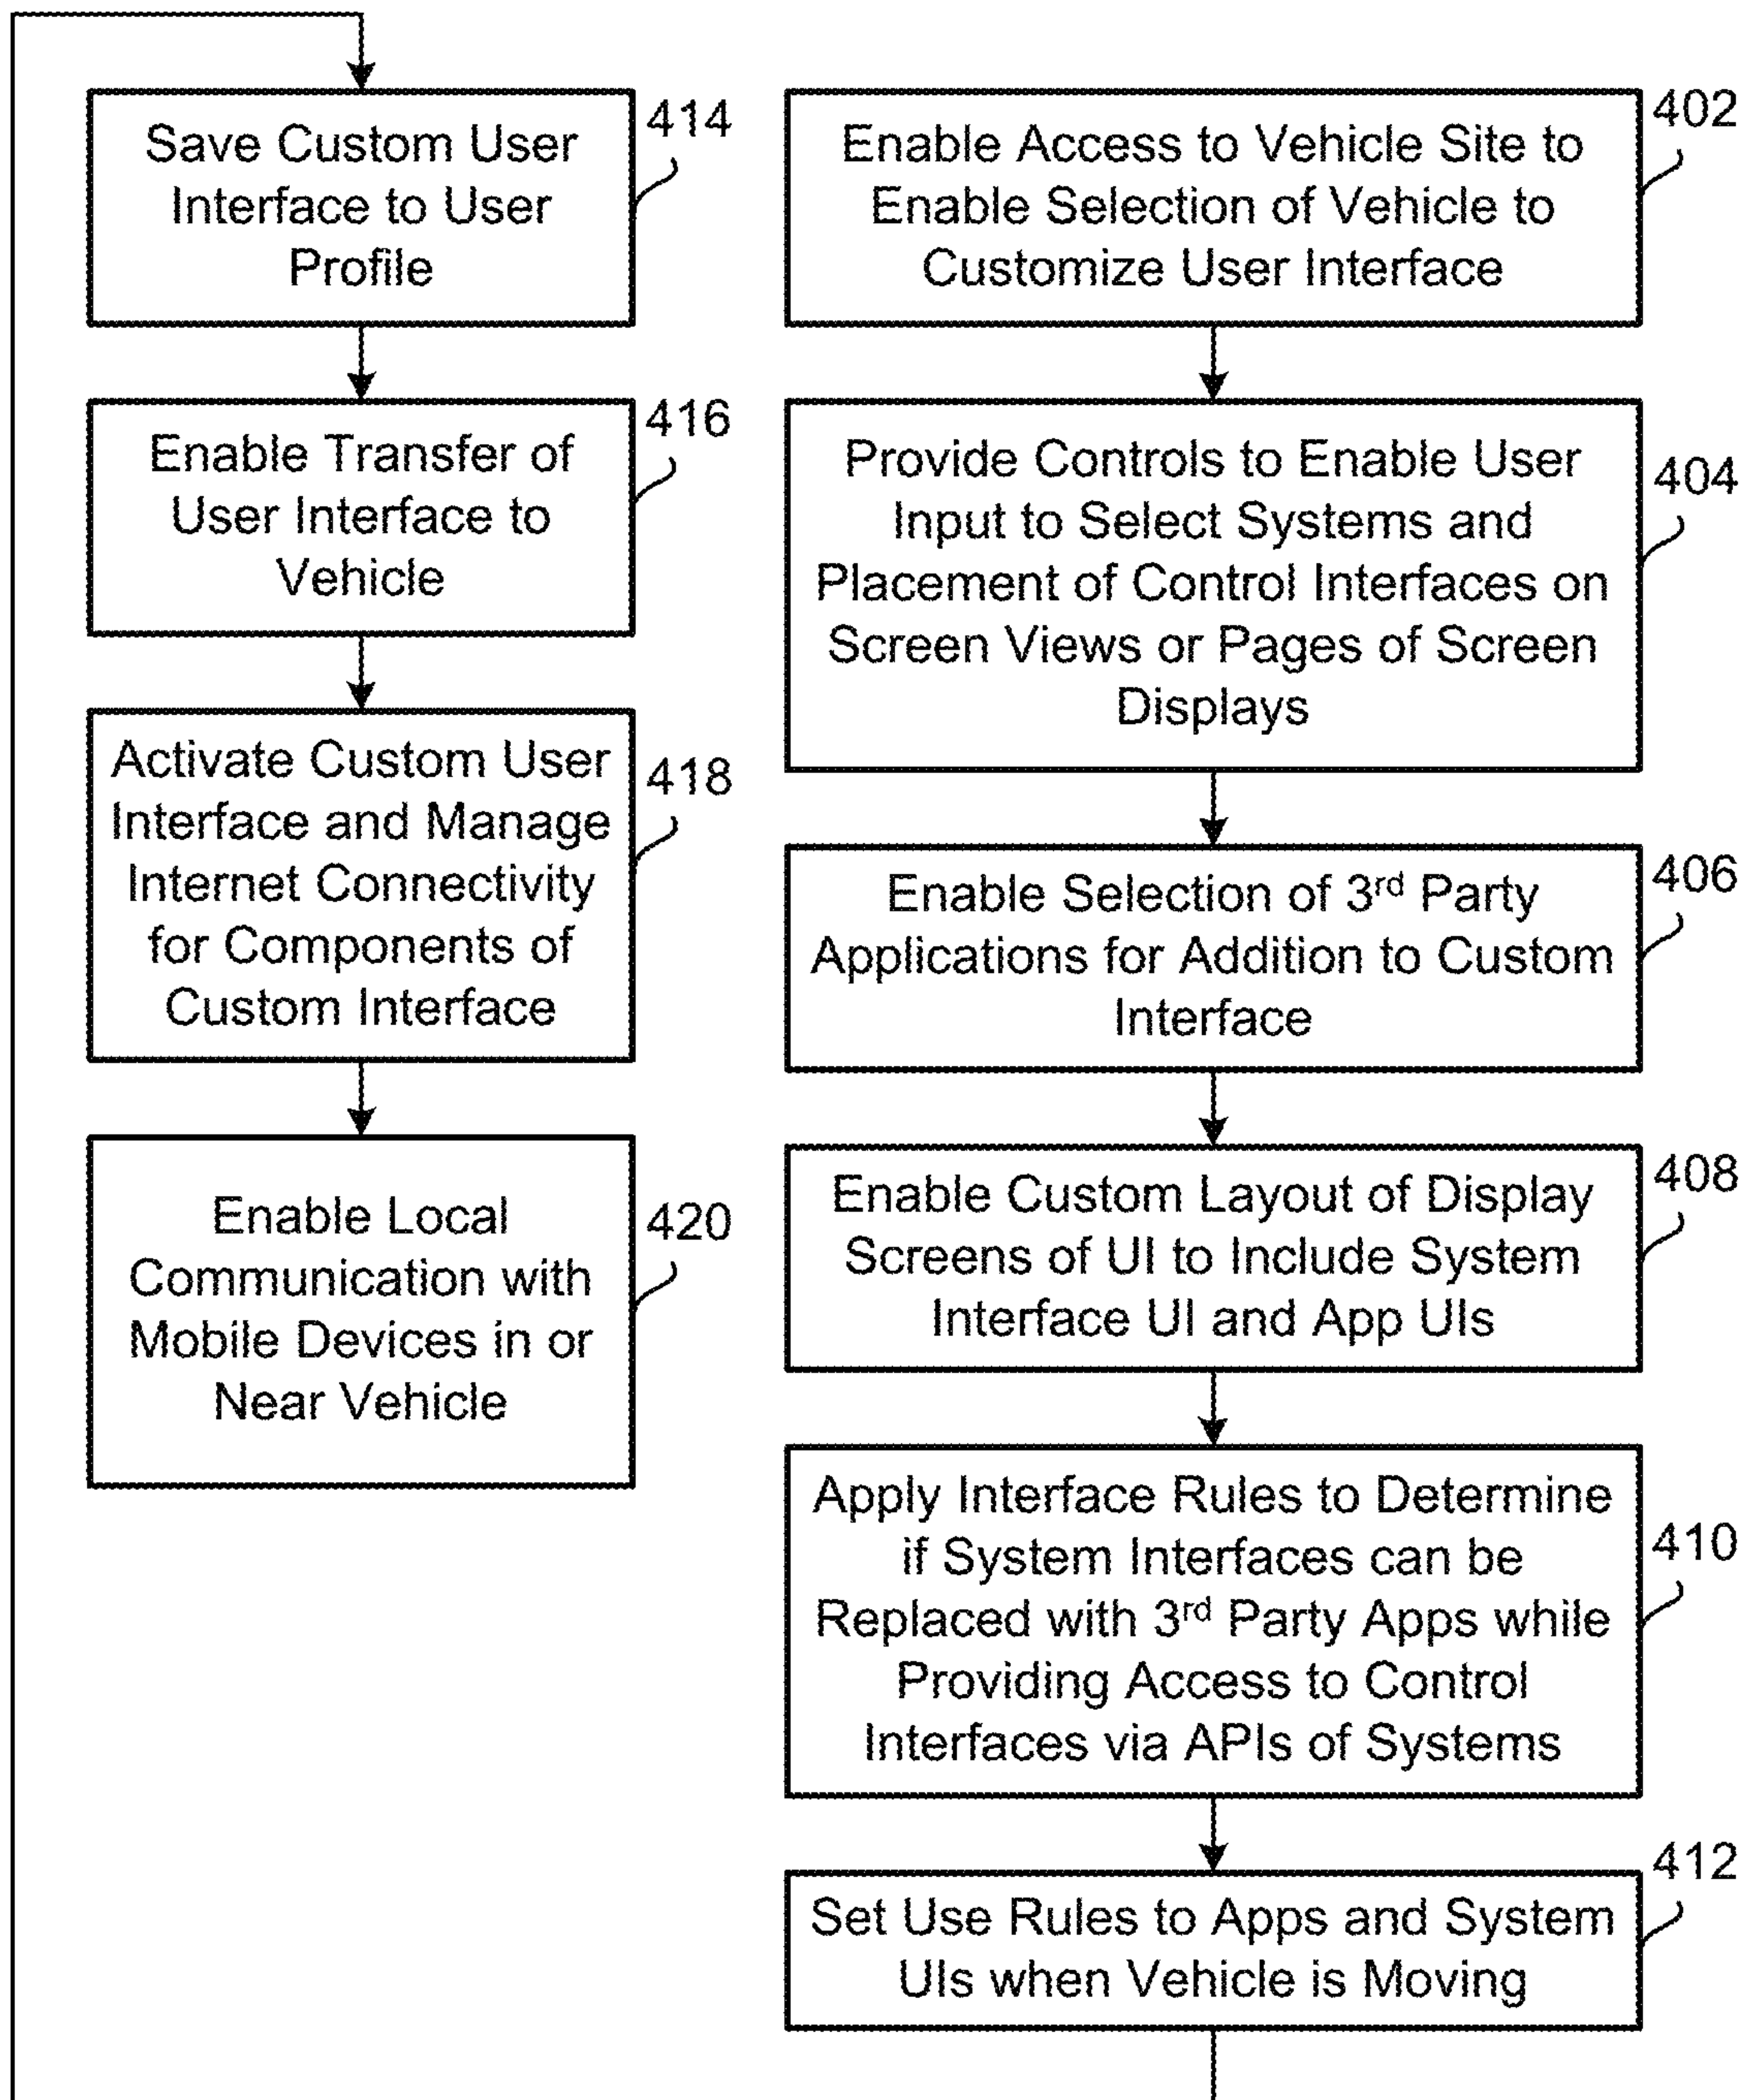 Save Custom User
Interface to User
Profile
414
Enable Transfer of
User Interface to
Vehicle
416
Activate Custom User
Interface and Manage
Internet Connectivity
for Components of
Custom Interface
418
Enable Local
Communication with
Mobile Devices in or
Near Vehicle
420
Enable Access to Vehicle Site to
Enable Selection of Vehicle to
Customize User Interface
402
Provide Controls to Enable User
Input to Select Systems and
Placement of Control Interfaces on
Screen Views or Pages of Screen
Displays
404
Enable Selection of 3rd Party
Applications for Addition to Custom
Interface
406
Enable Custom Layout of Display
Screens of UI to Include System
Interface UI and App UIs
408
Apply Interface Rules to Determine
if System Interfaces can be
Replaced with 3rd Party Apps while
Providing Access to Control
Interfaces via APIs of Systems
410
Set Use Rules to Apps and System
UIs when Vehicle is Moving
412